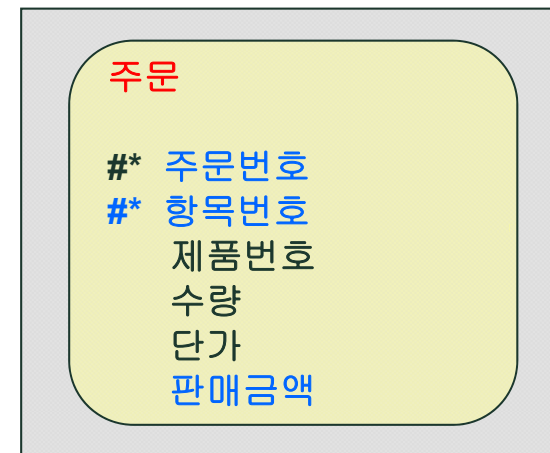 주문
#* 주문번호
#* 항목번호
제품번호
수량
단가
판매금액